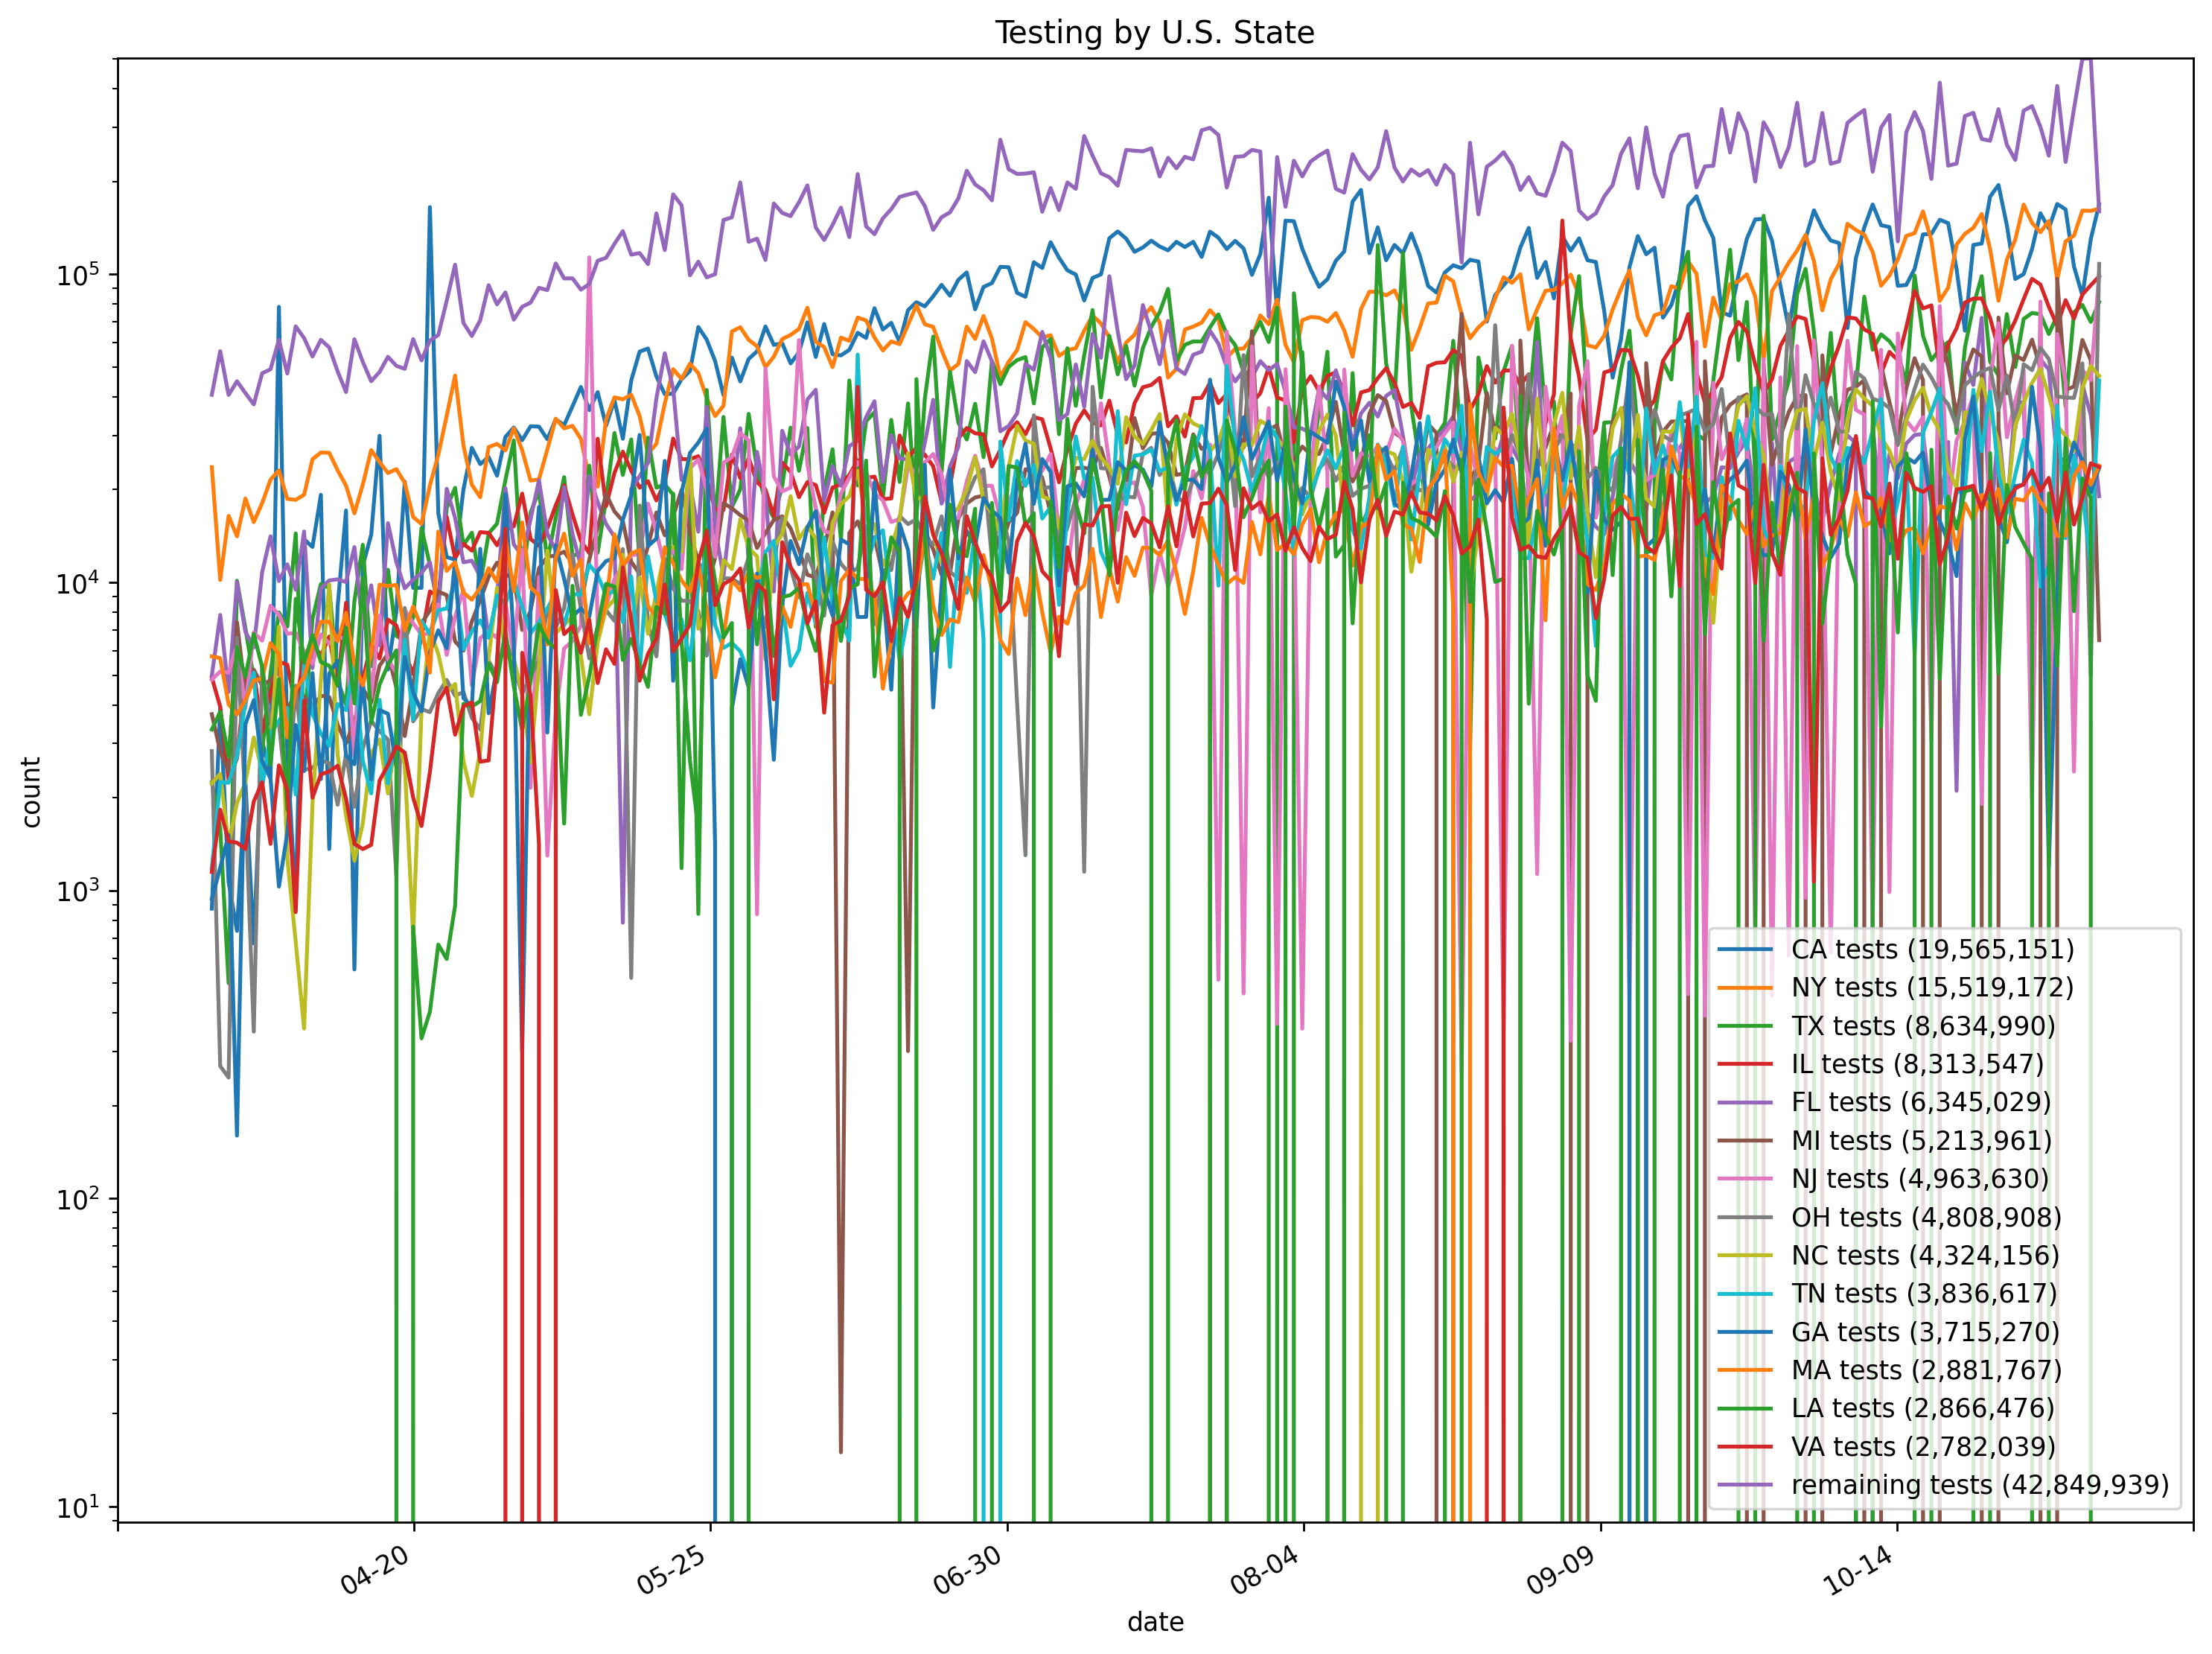 Testing by U.S. State
count
10^5
10^4
10^3
10^2
10^1
CA tests (19,565,151)
NY tests (15,519,172)
TX tests (8,634,990)
IL tests (8,313,547)
FL tests (6,345,029)
MI tests (5,213,961)
NJ tests (4,963,630)
OH tests (4,808,908)
NC tests (4,324,156)
TN tests (3,836,617)
GA tests (3,715,270)
MA tests (2,881,767)
LA tests (2,866,476)
VA tests (2,782,039)
remaining tests (42,849,939)
04-20
05-25
06-30
08-04
09-09
10-14
date